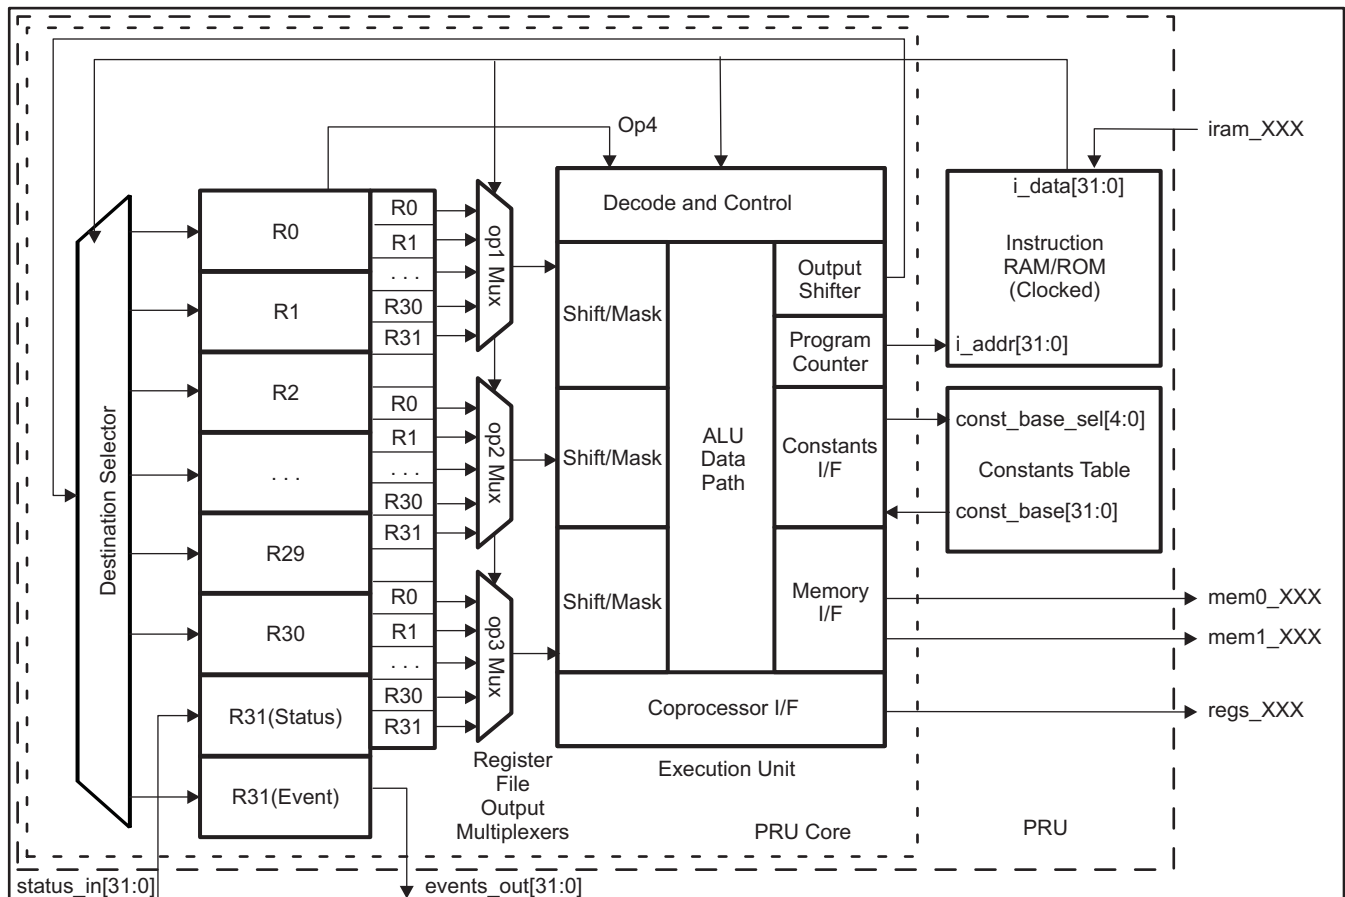 Op4
iram_XXX
i_data[31:0]
Instruction
RAM/ROM
(Clocked)
i_addr[31:0]
const_base_sel[4:0]
Constants Table
const_base[31:0]
Destination Selector
R0
R1
R2
. . .
R29
R30
R31(Status)
R31(Event)
R0
R1
. . .
R30
R31
R0
R1
. . .
R30
R31
R0
R1
. . .
R30
R31
op1 Mux
op2 Mux
op3 Mux
Register
File
Output
Multiplexers
Decode and Control
Shift/Mask
Shift/Mask
Shift/Mask
ALU
Data
Path
Output
Shifter
Program
Counter
Constants
I/F
Memory
I/F
Coprocessor I/F
Execution Unit
PRU Core
PRU
mem0_XXX
mem1_XXX
regs_XXX
status_in[31:0]
events_out[31:0]